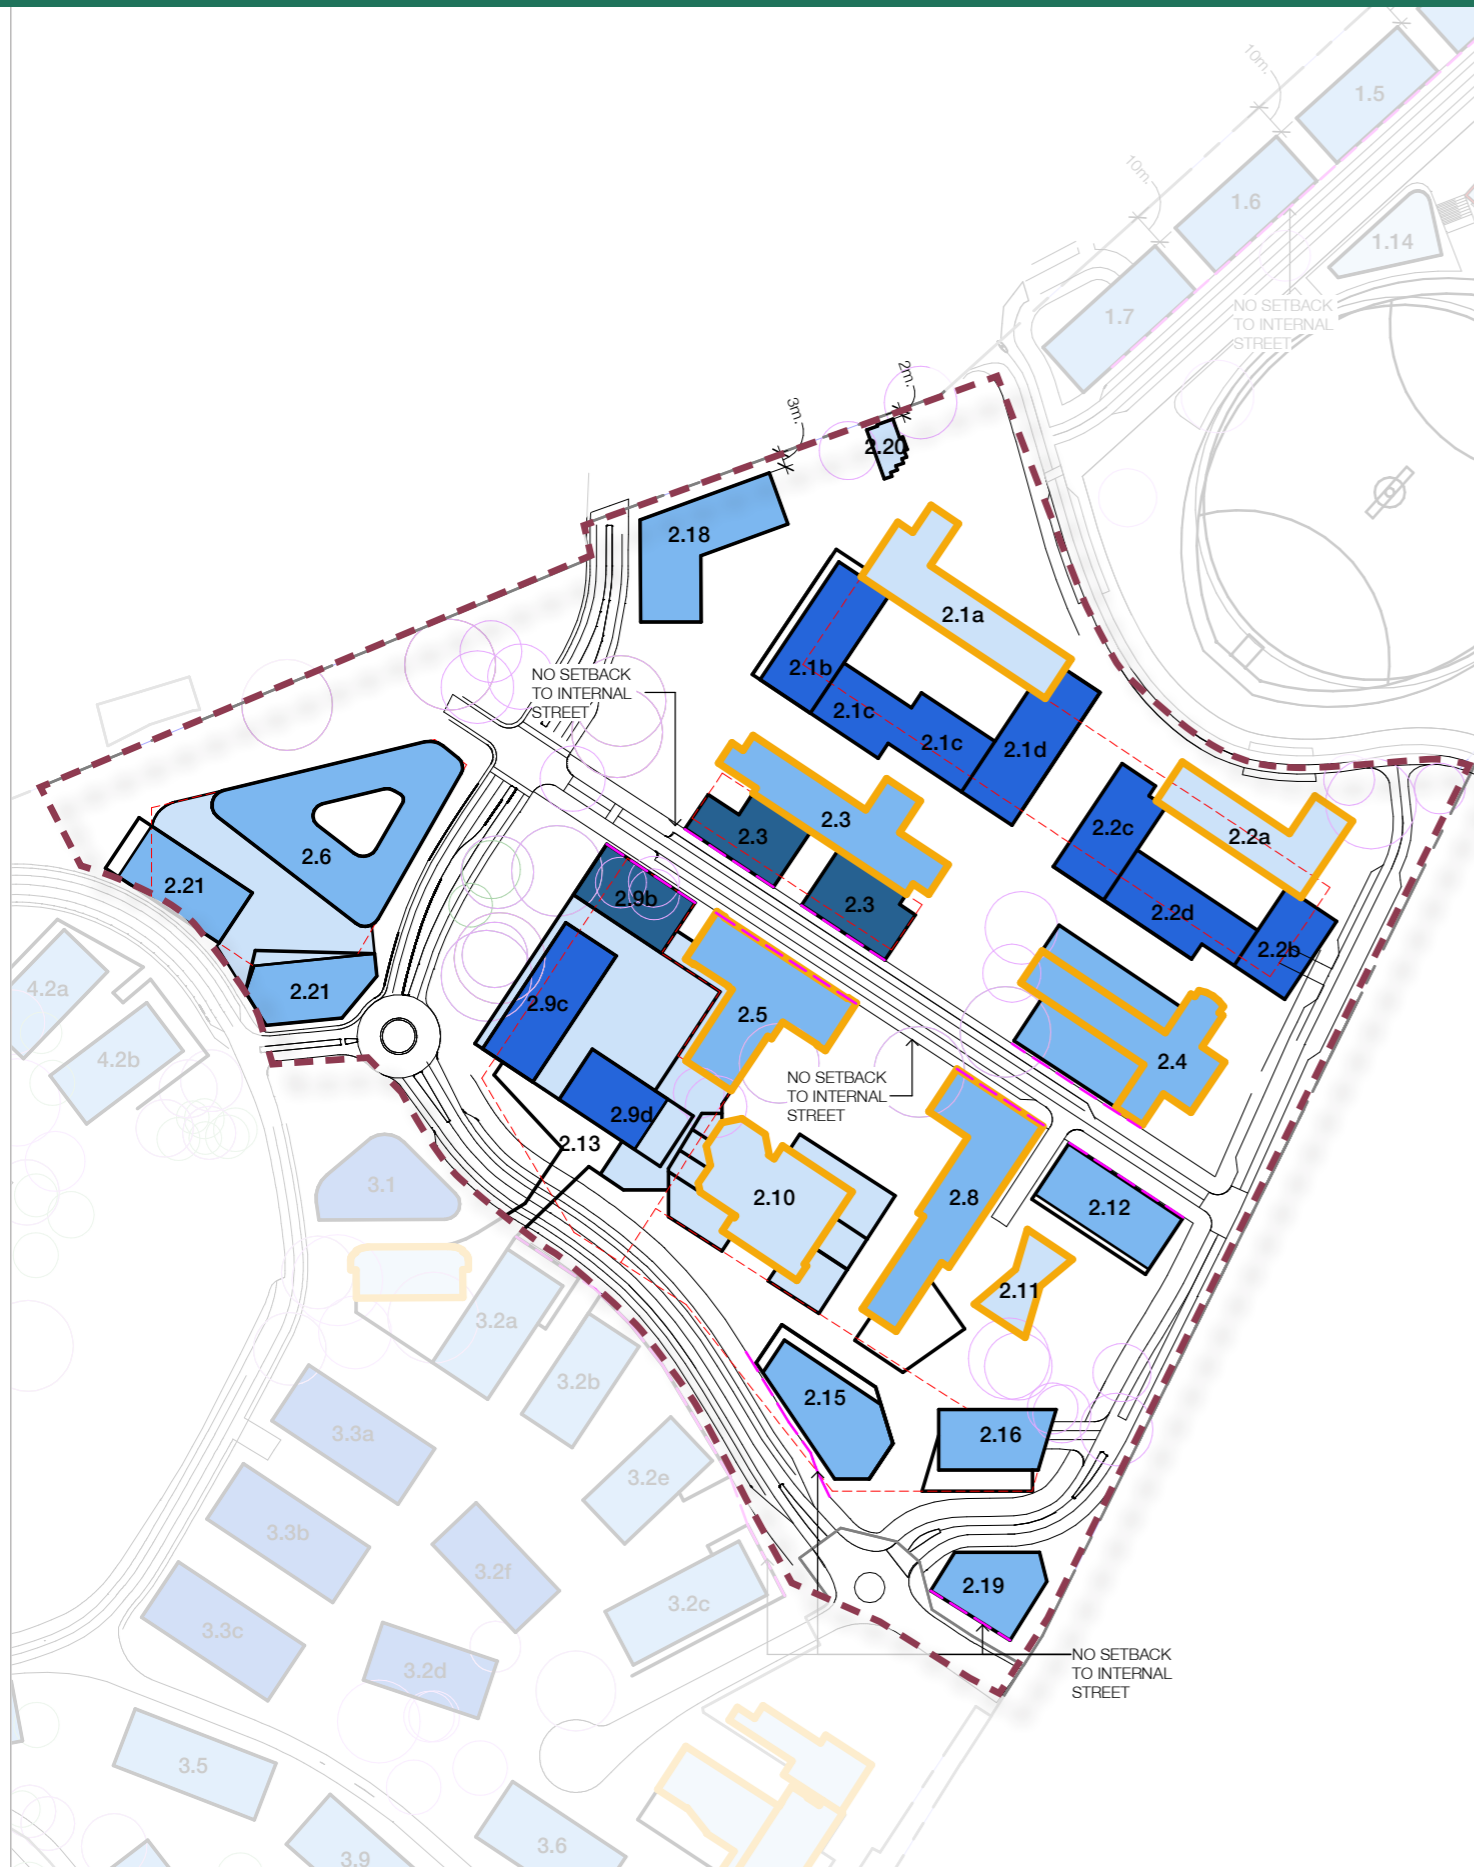 10m.
1.5
10m.
1.6
1.14
1.7
NO SETBACK
TO INTERNAL
STREET
2m.
3m.
2.20
2.18
2.1a
2.1b
NO SETBACK
TO INTERNAL
STREET
2.1c
2.1c
2.1d
2.3
2.3
2.3
2.2c
2.2a
2.2d
2.2b
2.6
2.21
2.21
2.9b
2.9c
2.5
2.4
4.2a
4.2b
NO SETBACK
TO INTERNAL
STREET
2.9d
2.13
2.10
2.8
2.12
2.11
3.1
3.2a
3.2b
2.15
2.16
3.3a
3.2e
3.3b
3.2f
3.2c
2.19
3.3c
3.2d
NO SETBACK
TO INTERNAL
STREET
3.5
3.6
3.9